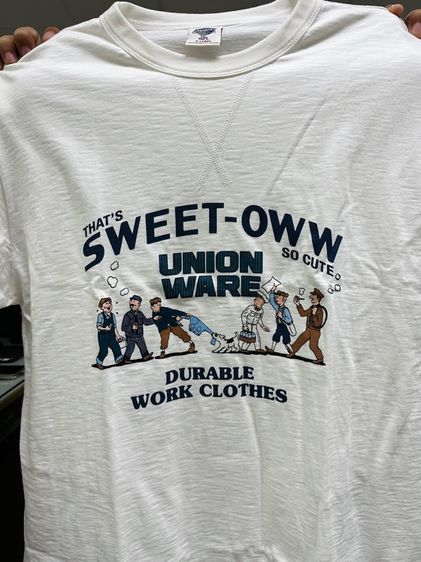 THAT'S
SWEET-OWW
SO CUTE
UNION
WARE
DURABLE
WORK CLOTHES